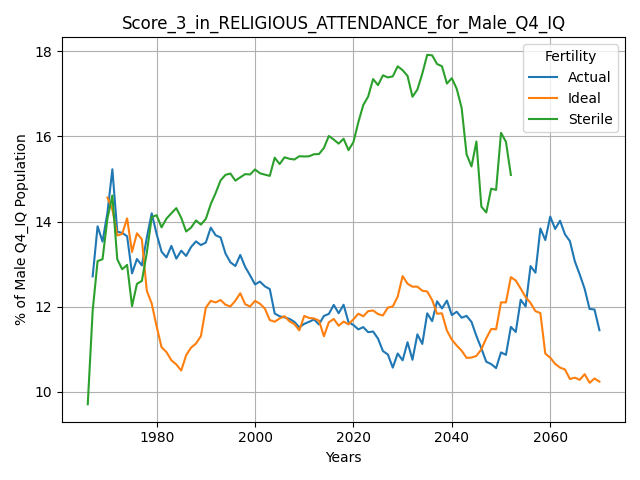 Score_3_in_RELIGIOUS_ATTENDANCE_for_Male_Q4_IQ
% of Male Q4_IQ Population
18
16
14
12
10
Fertility
Actual
Ideal
Sterile
1980
2000
2020
2040
2060
Years